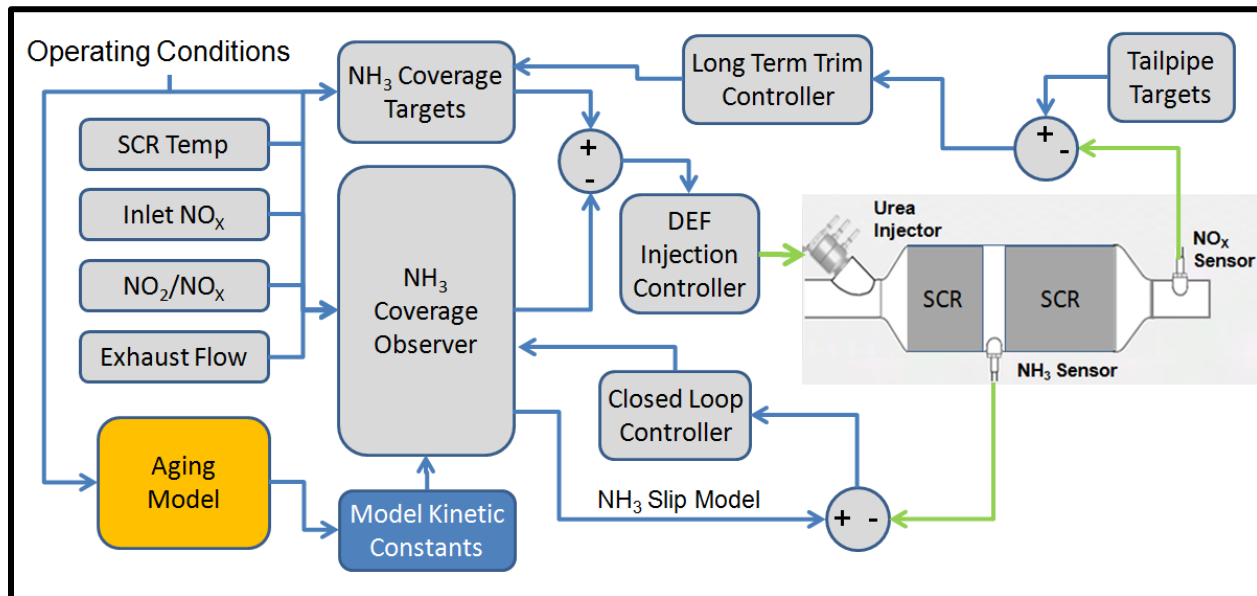 Operating Conditions
SCR Temp
Inlet NOX
NO2/NOX
Exhaust Flow
Aging
Model
NH3 Coverage
Targets
NH3
Coverage
Observer
Model Kinetic
Constants
+
-
Long Term Trim
Controller
DEF
Injection
Controller
Closed Loop
Controller
NH3 Slip Model
+ -
Tailpipe
Targets
+
-
Urea
Injector
SCR
SCR
NOX
Sensor
NH3 Sensor